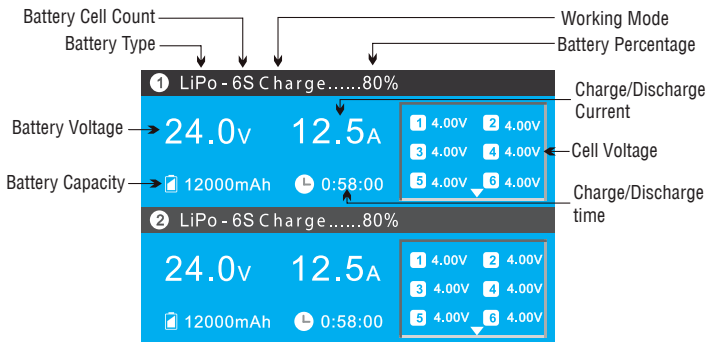 Battery Cell Count
Working Mode
Battery Type
Battery Percentage
1 LiPo - 6S Charge......80%
Charge/Discharge
Current
Battery Voltage
24.0V 12.5A
1 4.00V 2 4.00V
3 4.00V 4 4.00V
Cell Voltage
Battery Capacity
12000mAh 0:58:00
5 4.00V 6 4.00V
Charge/Discharge
time
2 LiPo - 6S Charge......80%
24.0V 12.5A
1 4.00V 2 4.00V
3 4.00V 4 4.00V
12000mAh 0:58:00
5 4.00V 6 4.00V